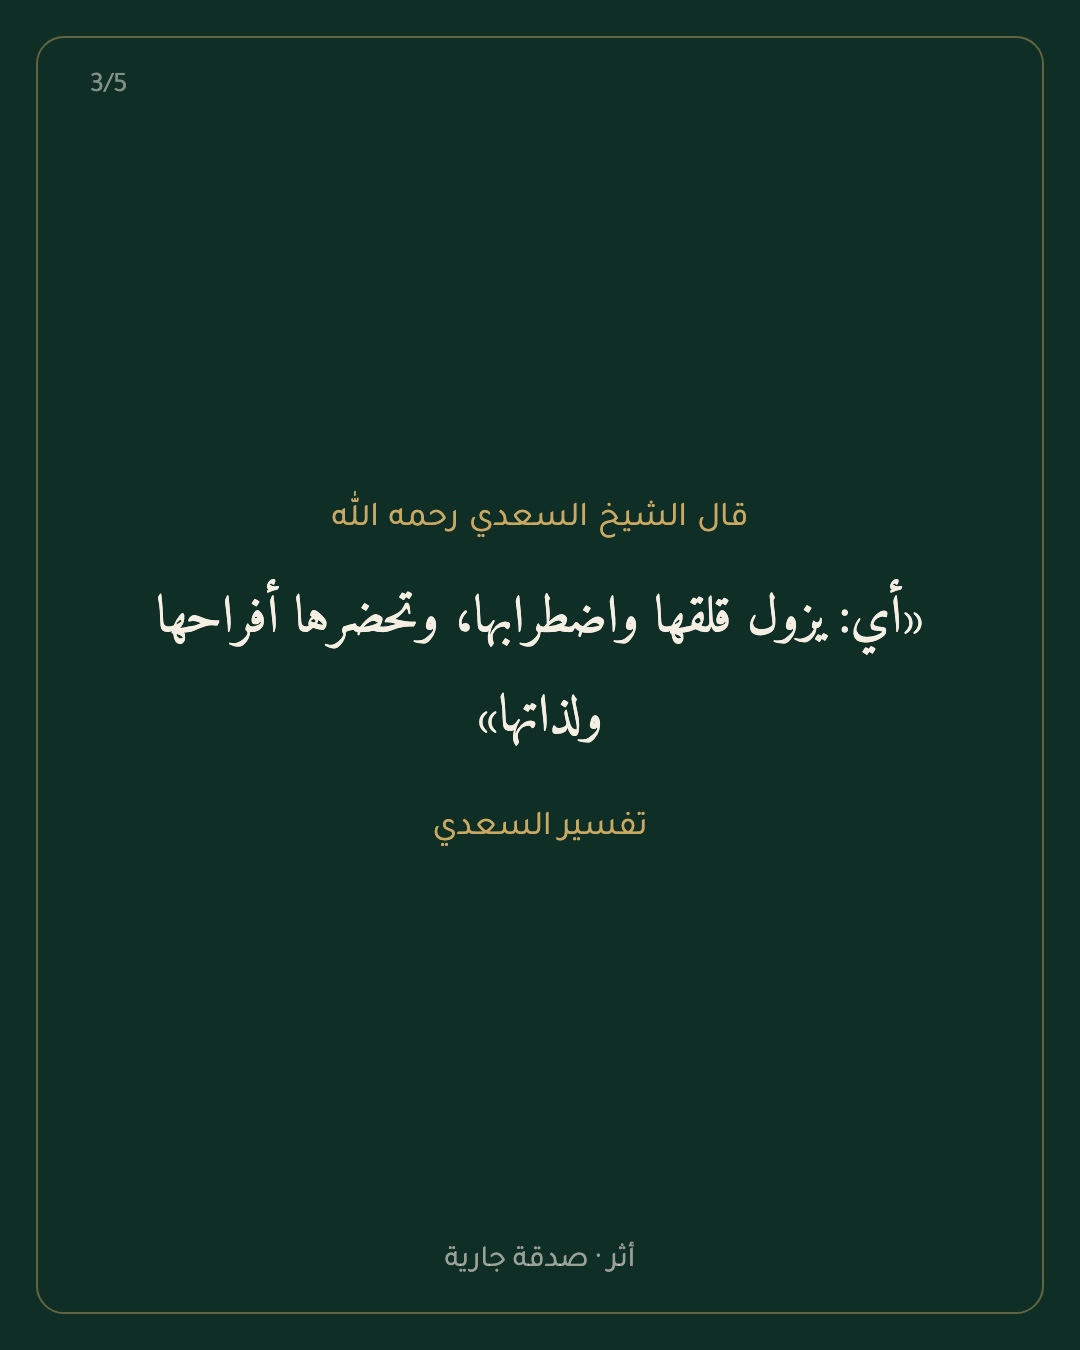 3/5
قال الشيخ السعدي رحمه الله
«أي: يزول قلقها واضطرابها، وتحضرها أفراحها
ولذاتها»
تفسير السعدي
أثر · صدقة جارية